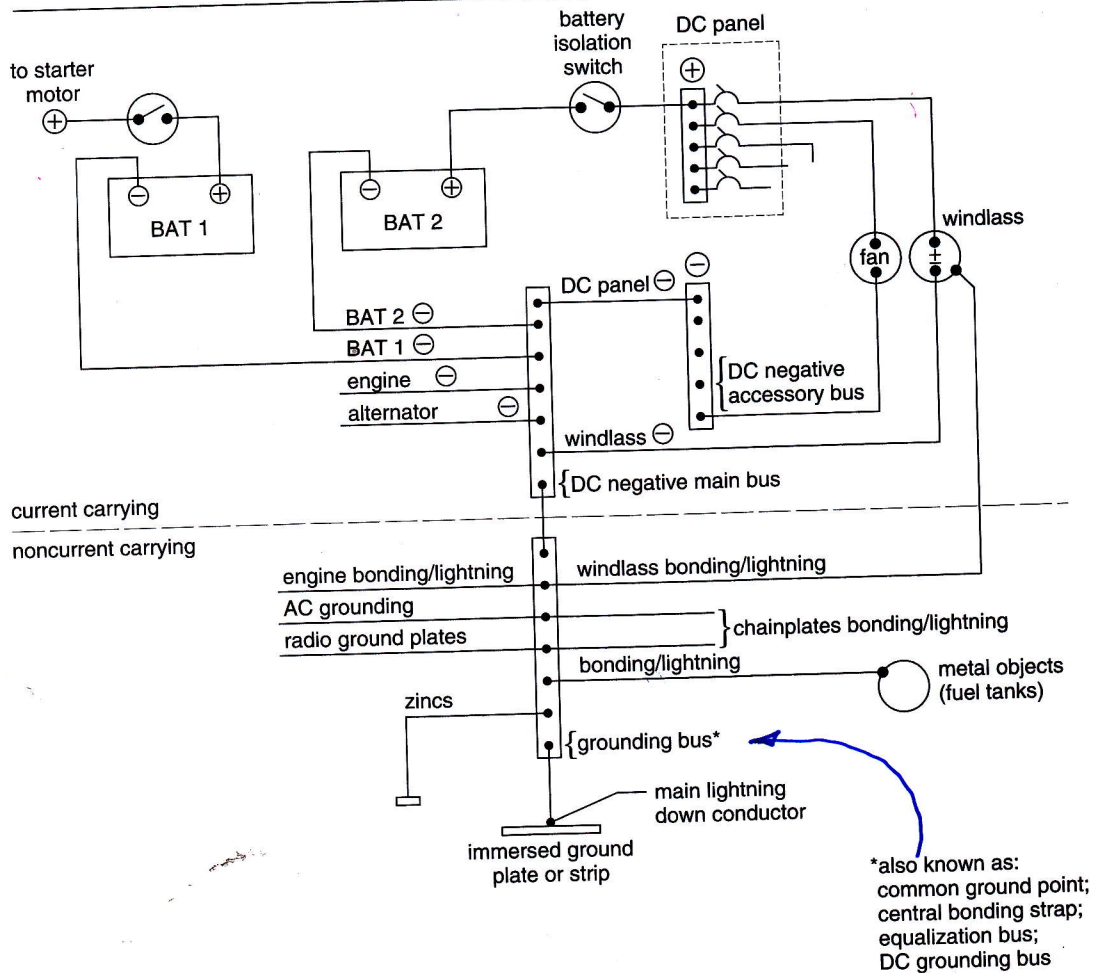 battery
isolation
switch
DC panel
to starter
motor
+
+
- +
BAT 1
- +
BAT 2
windlass
fan
±
DC panel -
-
BAT 2 -
BAT 1 -
engine -
alternator -
DC negative
accessory bus
windlass -
DC negative main bus
current carrying
noncurrent carrying
engine bonding/lightning
windlass bonding/lightning
AC grounding
radio ground plates
chainplates bonding/lightning
bonding/lightning
metal objects
(fuel tanks)
zincs
grounding bus*
main lightning
down conductor
immersed ground
plate or strip
*also known as:
common ground point;
central bonding strap;
equalization bus;
DC grounding bus